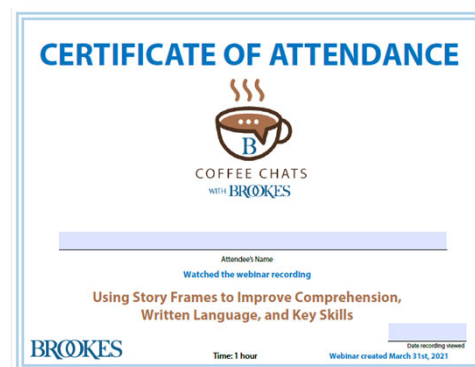 CERTIFICATE OF ATTENDANCE
B
COFFEE CHATS
WITH BROOKES
Attendee's Name
Watched the webinar recording
Using Story Frames to Improve Comprehension,
Written Language, and Key Skills
BROOKES
Time: 1 hour
Date recording viewed
Webinar created March 31st, 2021